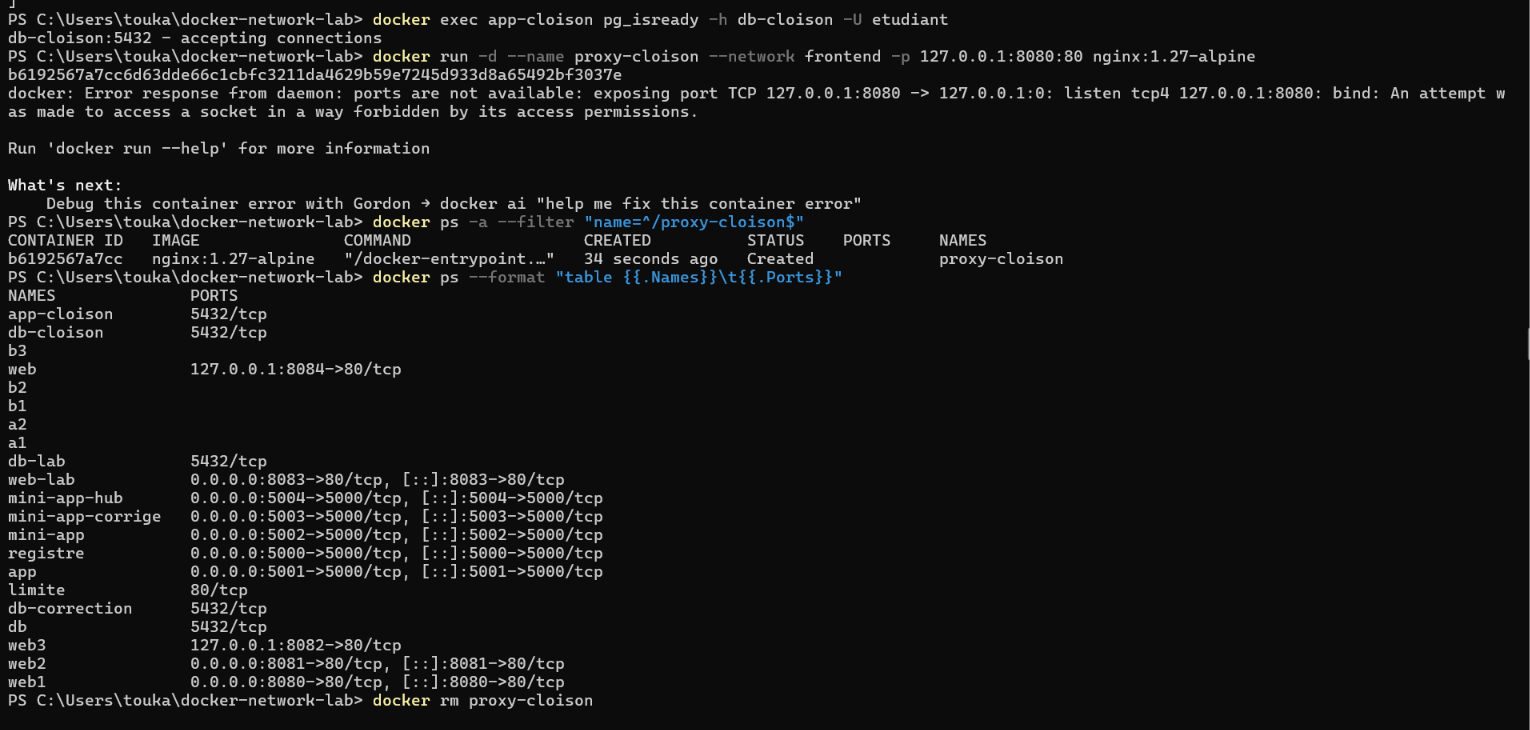 ]
PS C:\Users\touka\docker-network-lab> docker exec app-cloison pg_isready -h db-cloison -U etudiant
db-cloison:5432 - accepting connections
PS C:\Users\touka\docker-network-lab> docker run -d --name proxy-cloison --network frontend -p 127.0.0.1:8080:80 nginx:1.27-alpine
b6192567a7cc6d63dde66c1cbfc3211da4629b59e7245d933d8a65492bf3037e
docker: Error response from daemon: ports are not available: exposing port TCP 127.0.0.1:8080 -> 127.0.0.1:0: listen tcp4 127.0.0.1:8080: bind: An attempt w
as made to access a socket in a way forbidden by its access permissions.
Run 'docker run --help' for more information
What's next:
    Debug this container error with Gordon → docker ai "help me fix this container error"
PS C:\Users\touka\docker-network-lab> docker ps -a --filter "name=^/proxy-cloison$"
CONTAINER ID   IMAGE               COMMAND                  CREATED          STATUS    PORTS     NAMES
b6192567a7cc   nginx:1.27-alpine   "/docker-entrypoint.…"   34 seconds ago   Created             proxy-cloison
PS C:\Users\touka\docker-network-lab> docker ps --format "table {{.Names}}\t{{.Ports}}"
NAMES              PORTS
app-cloison        5432/tcp
db-cloison         5432/tcp
b3
web                127.0.0.1:8084->80/tcp
b2
b1
a2
a1
db-lab             5432/tcp
web-lab            0.0.0.0:8083->80/tcp, [::]:8083->80/tcp
mini-app-hub       0.0.0.0:5004->5000/tcp, [::]:5004->5000/tcp
mini-app-corrige   0.0.0.0:5003->5000/tcp, [::]:5003->5000/tcp
mini-app           0.0.0.0:5002->5000/tcp, [::]:5002->5000/tcp
registre           0.0.0.0:5000->5000/tcp, [::]:5000->5000/tcp
app                0.0.0.0:5001->5000/tcp, [::]:5001->5000/tcp
limite             80/tcp
db-correction      5432/tcp
db                 5432/tcp
web3               127.0.0.1:8082->80/tcp
web2               0.0.0.0:8081->80/tcp, [::]:8081->80/tcp
web1               0.0.0.0:8080->80/tcp, [::]:8080->80/tcp
PS C:\Users\touka\docker-network-lab> docker rm proxy-cloison